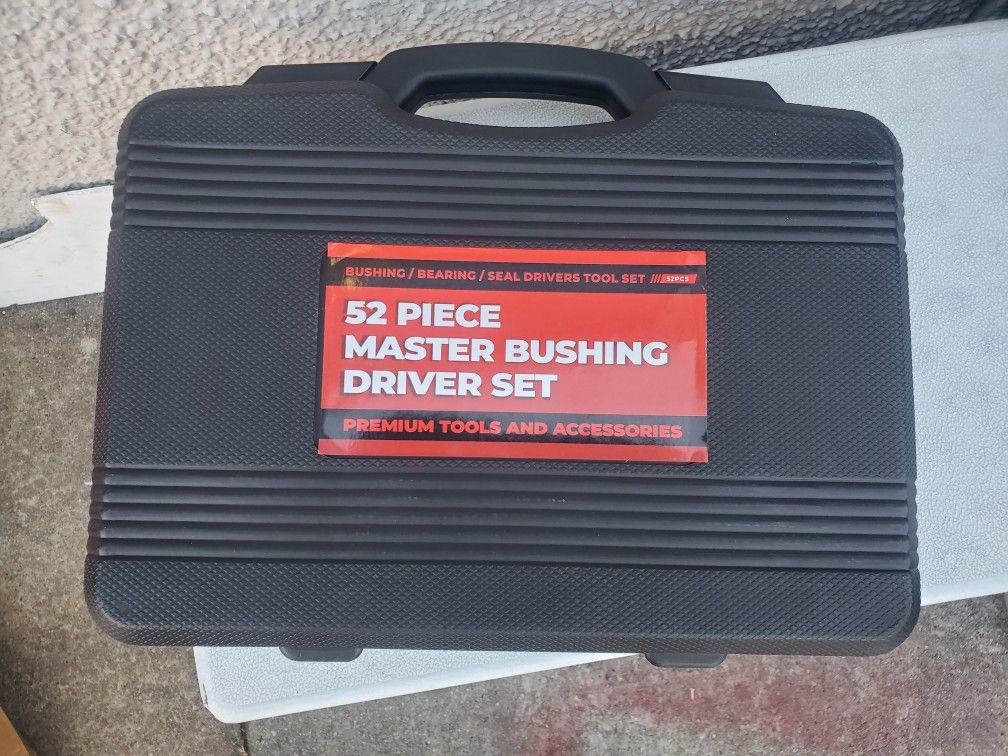 BUSHING / BEARING / SEAL DRIVERS TOOL SET /// 52PCS
52 PIECE
MASTER BUSHING
DRIVER SET
PREMIUM TOOLS AND ACCESSORIES